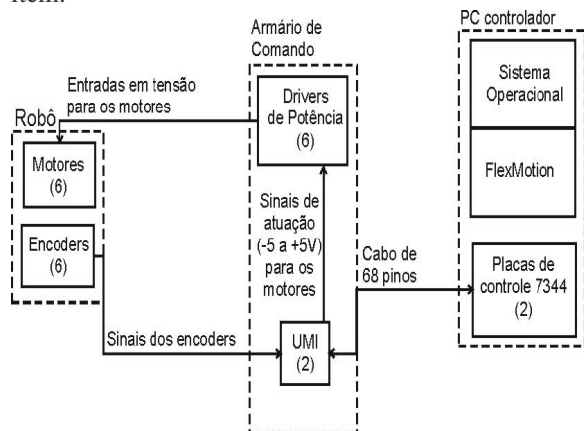 item.
PC controlador
Armário de
Comando
Sistema
Operacional
FlexMotion
Placas de
controle 7344
(2)
Entradas em tensão
para os motores
Drivers
de Potência
(6)
Robô
Motores
(6)
Encoders
(6)
Sinais de
atuação
(-5 a +5V)
para os
motores
Cabo de
68 pinos
Sinais dos encoders
UMI
(2)